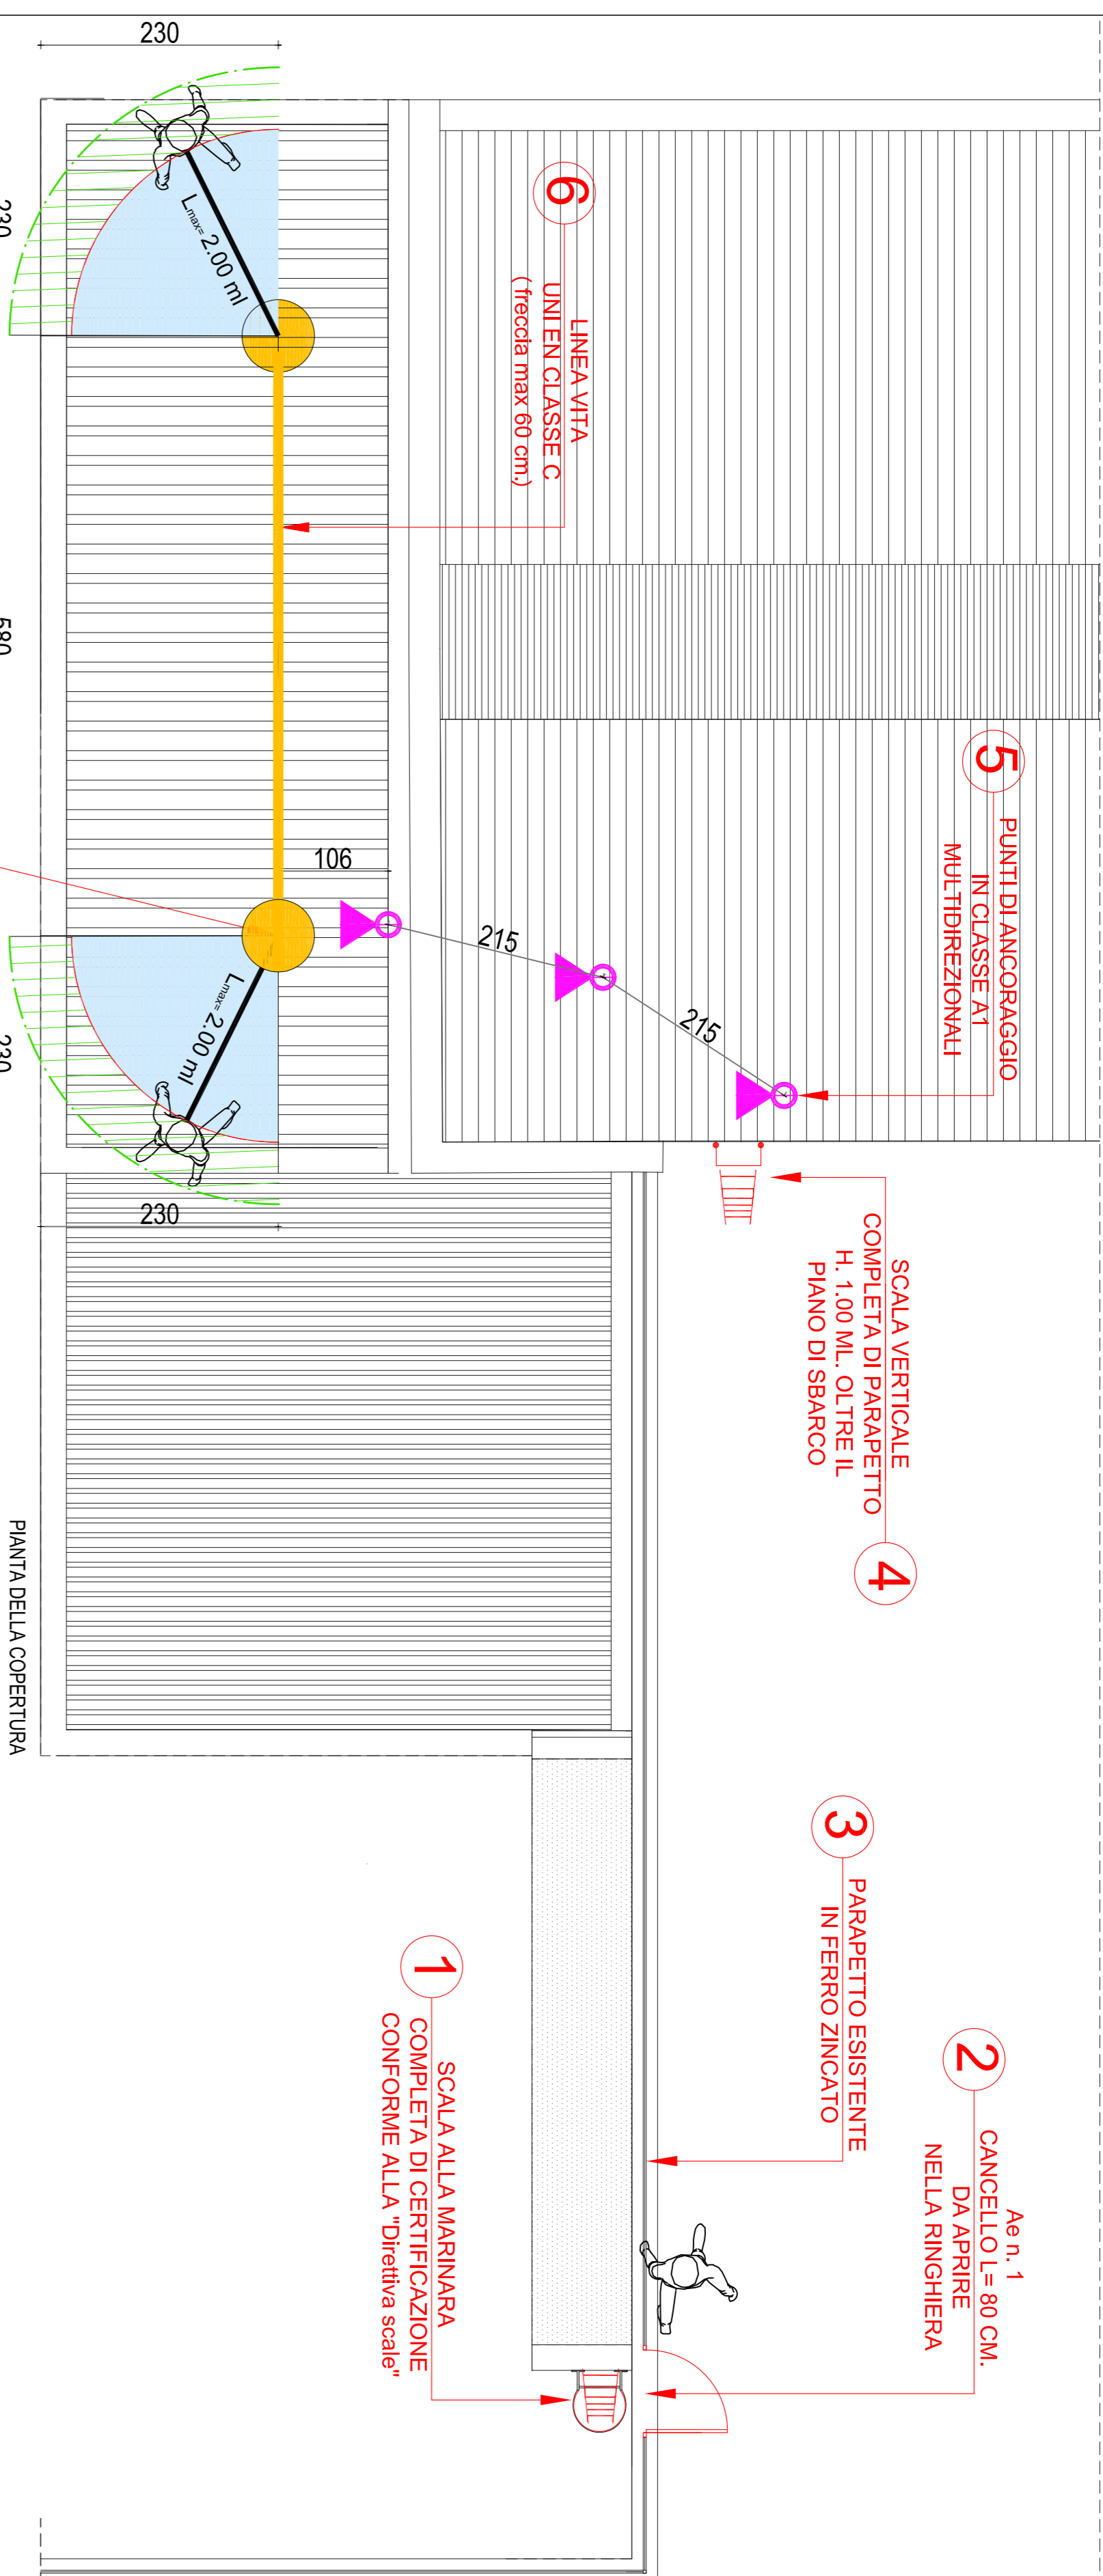 230
230
580
230
230
106
215
215
Lmax= 2.00 ml
Lmax= 2.00 ml
6
LINEA VITA
UNI EN CLASSE C
( freccia max 60 cm.)
5
PUNTI DI ANCORAGGIO
IN CLASSE A1
MULTIDIREZIONALI
SCALA VERTICALE
COMPLETA DI PARAPETTO
H. 1.00 ML. OLTRE IL
PIANO DI SBARCO
4
3
PARAPETTO ESISTENTE
IN FERRO ZINCATO
2
Ae n. 1
CANCELLO L= 80 CM.
DA APRIRE
NELLA RINGHIERA
1
SCALA ALLA MARINARA
COMPLETA DI CERTIFICAZIONE
CONFORME ALLA "Direttiva scale"
PIANTA DELLA COPERTURA